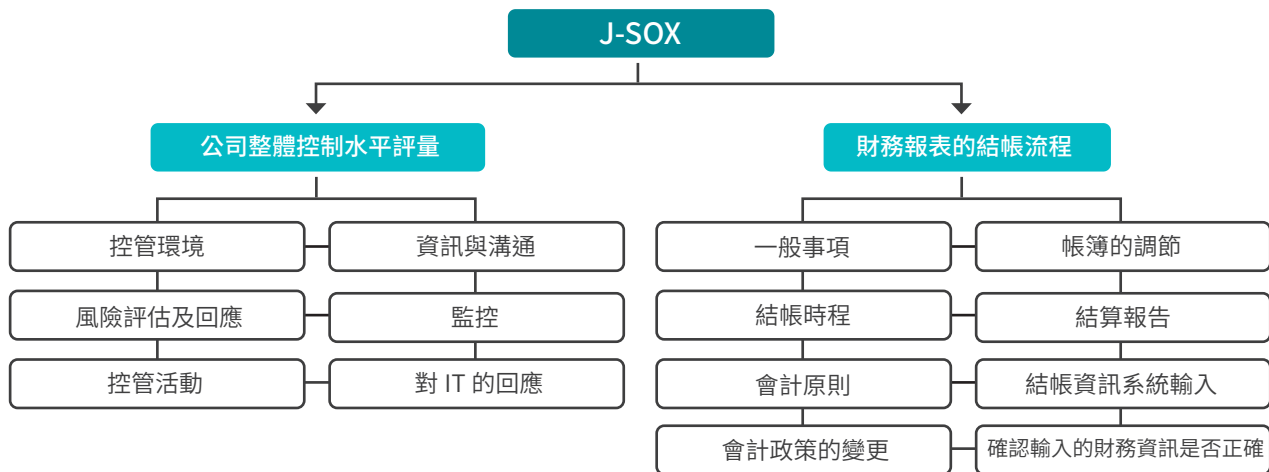 J-SOX
公司整體控制水平評量
財務報表的結帳流程
控管環境
資訊與溝通
風險評估及回應
監控
控管活動
對 IT 的回應
一般事項
帳簿的調節
結帳時程
結算報告
會計原則
結帳資訊系統輸入
會計政策的變更
確認輸入的財務資訊是否正確